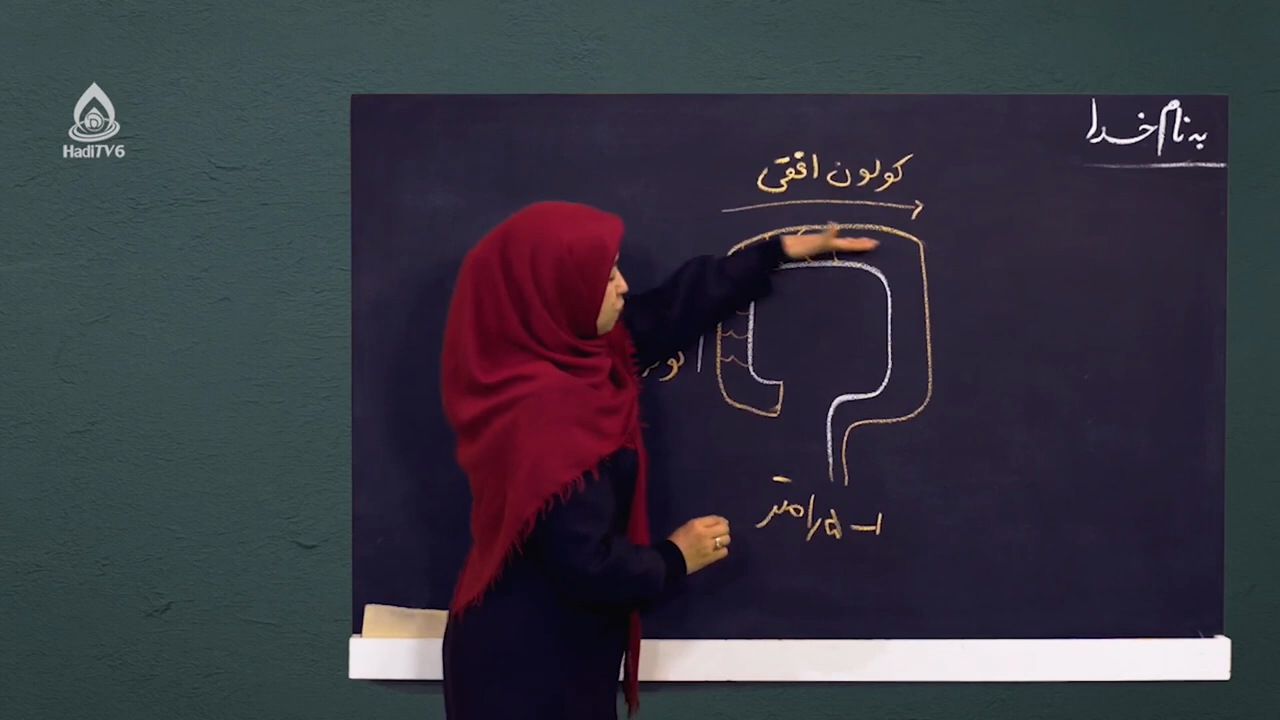 HadiTV6
به نام خدا
کولون افقی
۱ - ۱/۵ متر